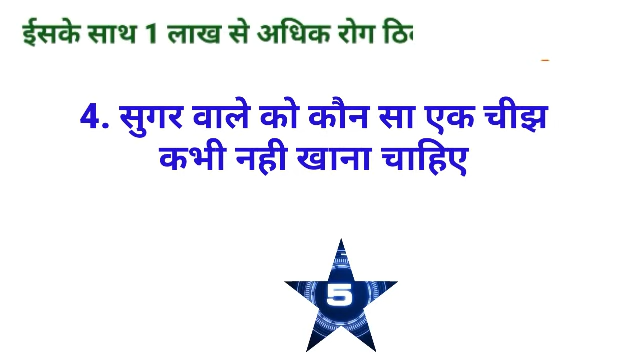 ईसके साथ 1 लाख से अधिक रोग
4. सुगर वाले को कौन सा एक चीझ
कभी नही खाना चाहिए
5